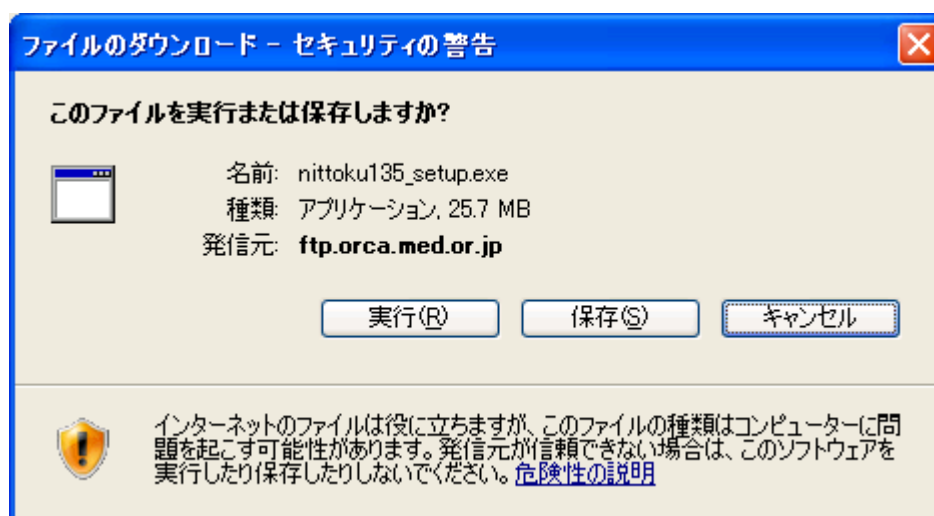 ファイルのダウンロード - セキュリティの警告
このファイルを実行または保存しますか?
名前: nittoku135_setup.exe
種類: アプリケーション, 25.7 MB
発信元: ftp.orca.med.or.jp
実行(R) 保存(S) キャンセル
インターネットのファイルは役に立ちますが、このファイルの種類はコンピューターに問
題を起こす可能性があります。発信元が信頼できない場合は、このソフトウェアを
実行したり保存したりしないでください。危険性の説明